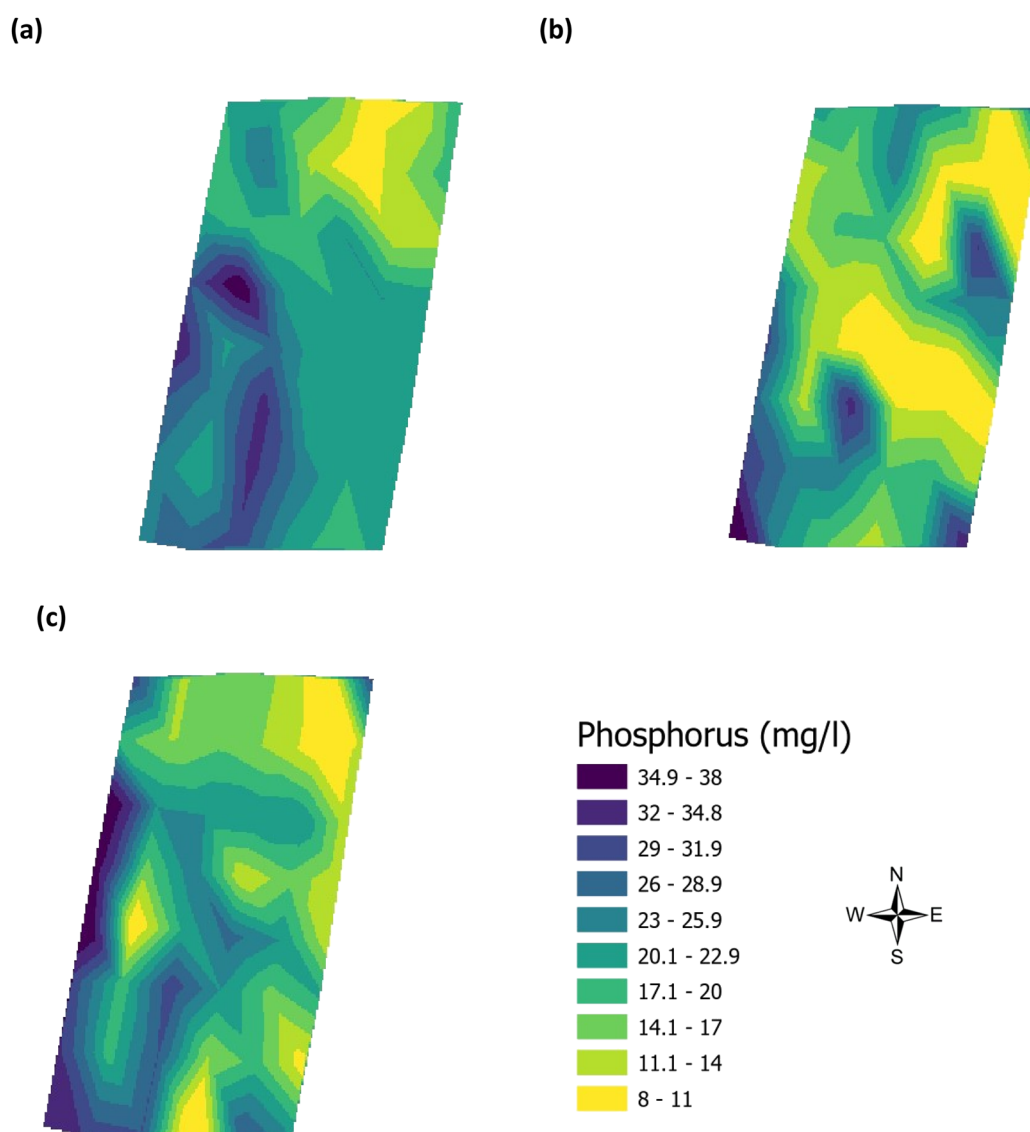 (a)
(b)
(c)
Phosphorus (mg/l)
34.9 - 38
32 - 34.8
29 - 31.9
26 - 28.9
23 - 25.9
20.1 - 22.9
17.1 - 20
14.1 - 17
11.1 - 14
8 - 11
N
W E
S